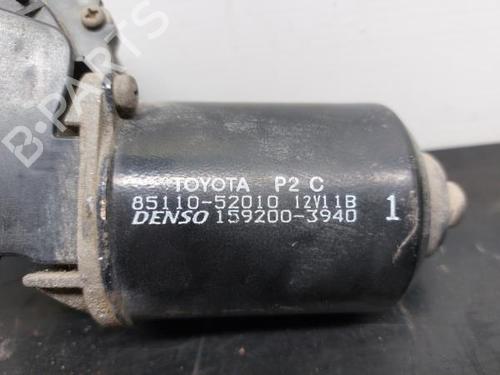 B-PARTS
TOYOTA P2 C
85110-52010 12V11B
DENSO 159200-3940 1